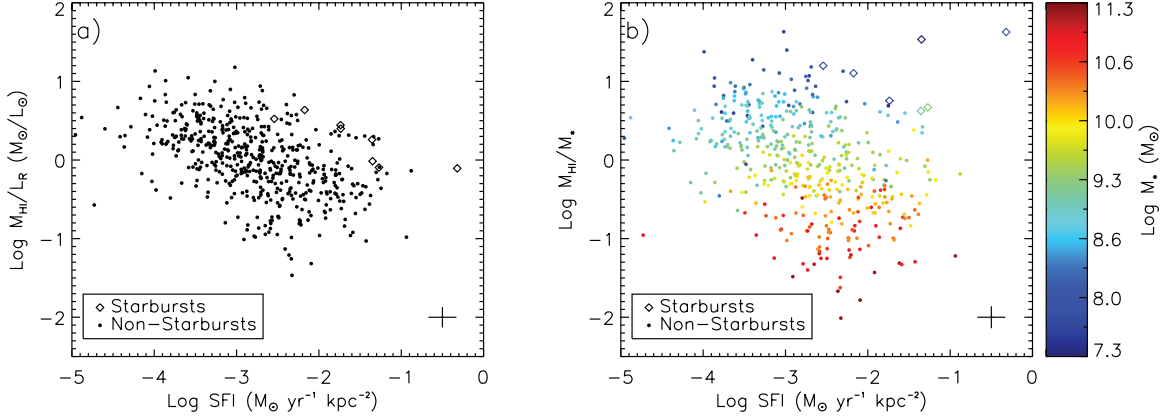 a)
Log M_HI/L_R (M_⊙/L_⊙)
2
1
0
−1
−2
◇ Starbursts
• Non−Starbursts
−5 −4 −3 −2 −1 0
Log SFI (M_⊙ yr⁻¹ kpc⁻²)
b)
Log M_HI/M_*
2
1
0
−1
−2
◇ Starbursts
• Non−Starbursts
−5 −4 −3 −2 −1 0
Log SFI (M_⊙ yr⁻¹ kpc⁻²)
11.3
10.8
10.0
9.3
8.6
8.0
7.3
Log M_* (M_⊙)